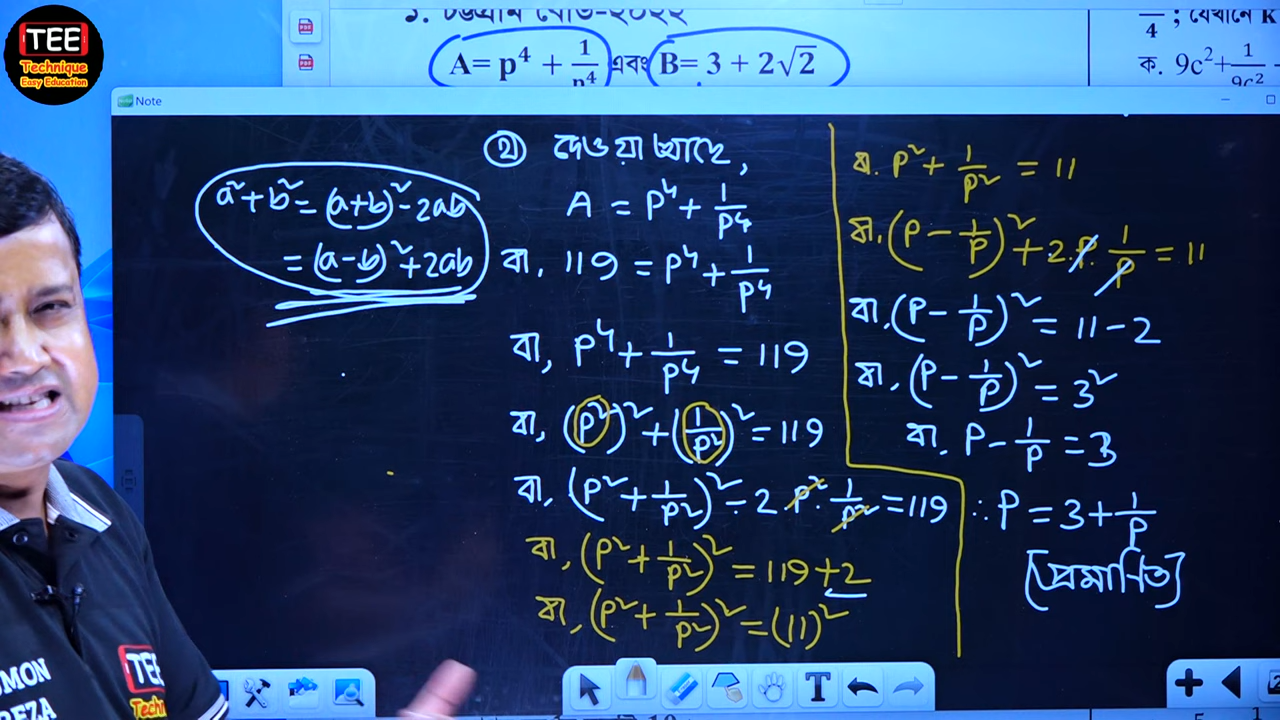 TEE
Technique
Easy Education
১. চট্টগ্রাম বোর্ড-২০২২
A= p⁴ + 1/p⁴ এবং B= 3 + 2√2
/4 ; যেখানে
ক. 9c²+ 1/9c²
Note
a²+b² = (a+b)²-2ab
= (a-b)²+2ab
খ দেওয়া আছে,
A = P⁴ + 1/P⁴
বা, 119 = P⁴ + 1/P⁴
বা, P⁴ + 1/P⁴ = 119
বা, (P²)² + (1/P²)² = 119
বা, (P² + 1/P²)² - 2.P².1/P² = 119
বা, (P² + 1/P²)² = 119+2
বা, (P² + 1/P²)² = (11)²
বা. P² + 1/P² = 11
বা, (P - 1/P)² + 2.P.1/P = 11
বা, (P - 1/P)² = 11-2
বা, (P - 1/P)² = 3²
বা, P - 1/P = 3
∴ P = 3 + 1/P
[প্রমাণিত]
TEE
Techn
UMON
REZA
T